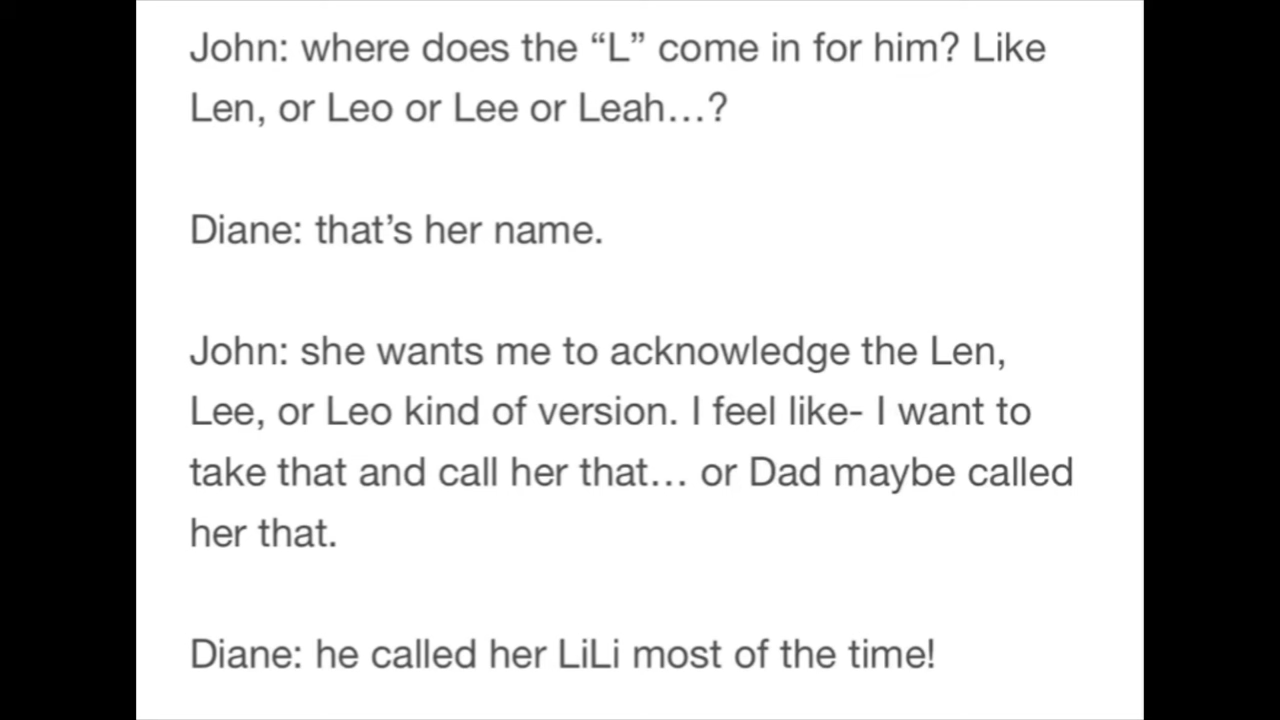 John: where does the “L” come in for him? Like
Len, or Leo or Lee or Leah…?
Diane: that’s her name.
John: she wants me to acknowledge the Len,
Lee, or Leo kind of version. I feel like- I want to
take that and call her that… or Dad maybe called
her that.
Diane: he called her LiLi most of the time!